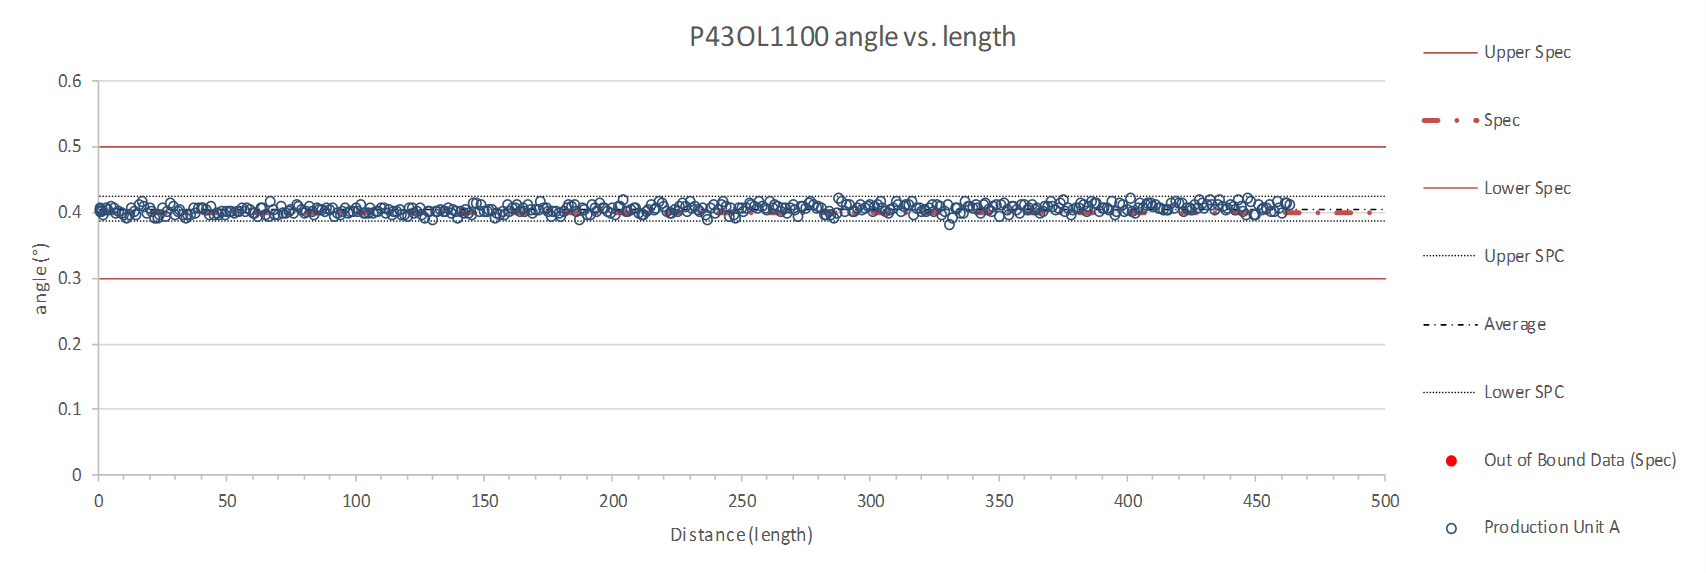 P43OL1100 angle vs. length
Upper Spec
Spec
Lower Spec
Upper SPC
Average
Lower SPC
Out of Bound Data (Spec)
Production Unit A
angle (°)
0.6
0.5
0.4
0.3
0.2
0.1
0
0 50 100 150 200 250 300 350 400 450 500
Distance (length)